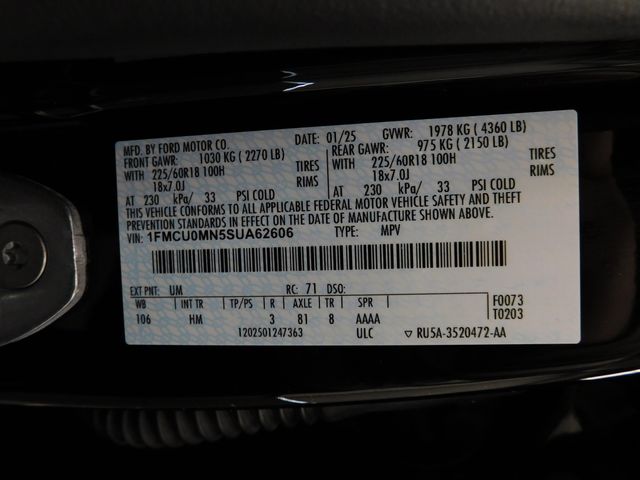 MFD. BY FORD MOTOR CO. DATE: 01/25 GVWR: 1978 KG ( 4360 LB)
FRONT GAWR: 1030 KG ( 2270 LB) REAR GAWR: 975 KG ( 2150 LB)
WITH 225/60R18 100H TIRES WITH 225/60R18 100H TIRES
18x7.0J RIMS 18x7.0J RIMS
AT 230 kPa/ 33 PSI COLD AT 230 kPa/ 33 PSI COLD
THIS VEHICLE CONFORMS TO ALL APPLICABLE FEDERAL MOTOR VEHICLE SAFETY AND THEFT
PREVENTION STANDARDS IN EFFECT ON THE DATE OF MANUFACTURE SHOWN ABOVE.
VIN: 1FMCU0MN5SUA62606 TYPE: MPV
EXT PNT: UM RC: 71 DSO: F0073
WB INT TR TP/PS R AXLE TR SPR T0203
106 HM 3 81 8 AAAA
1202501247363 ULC ▽ RU5A-3520472-AA